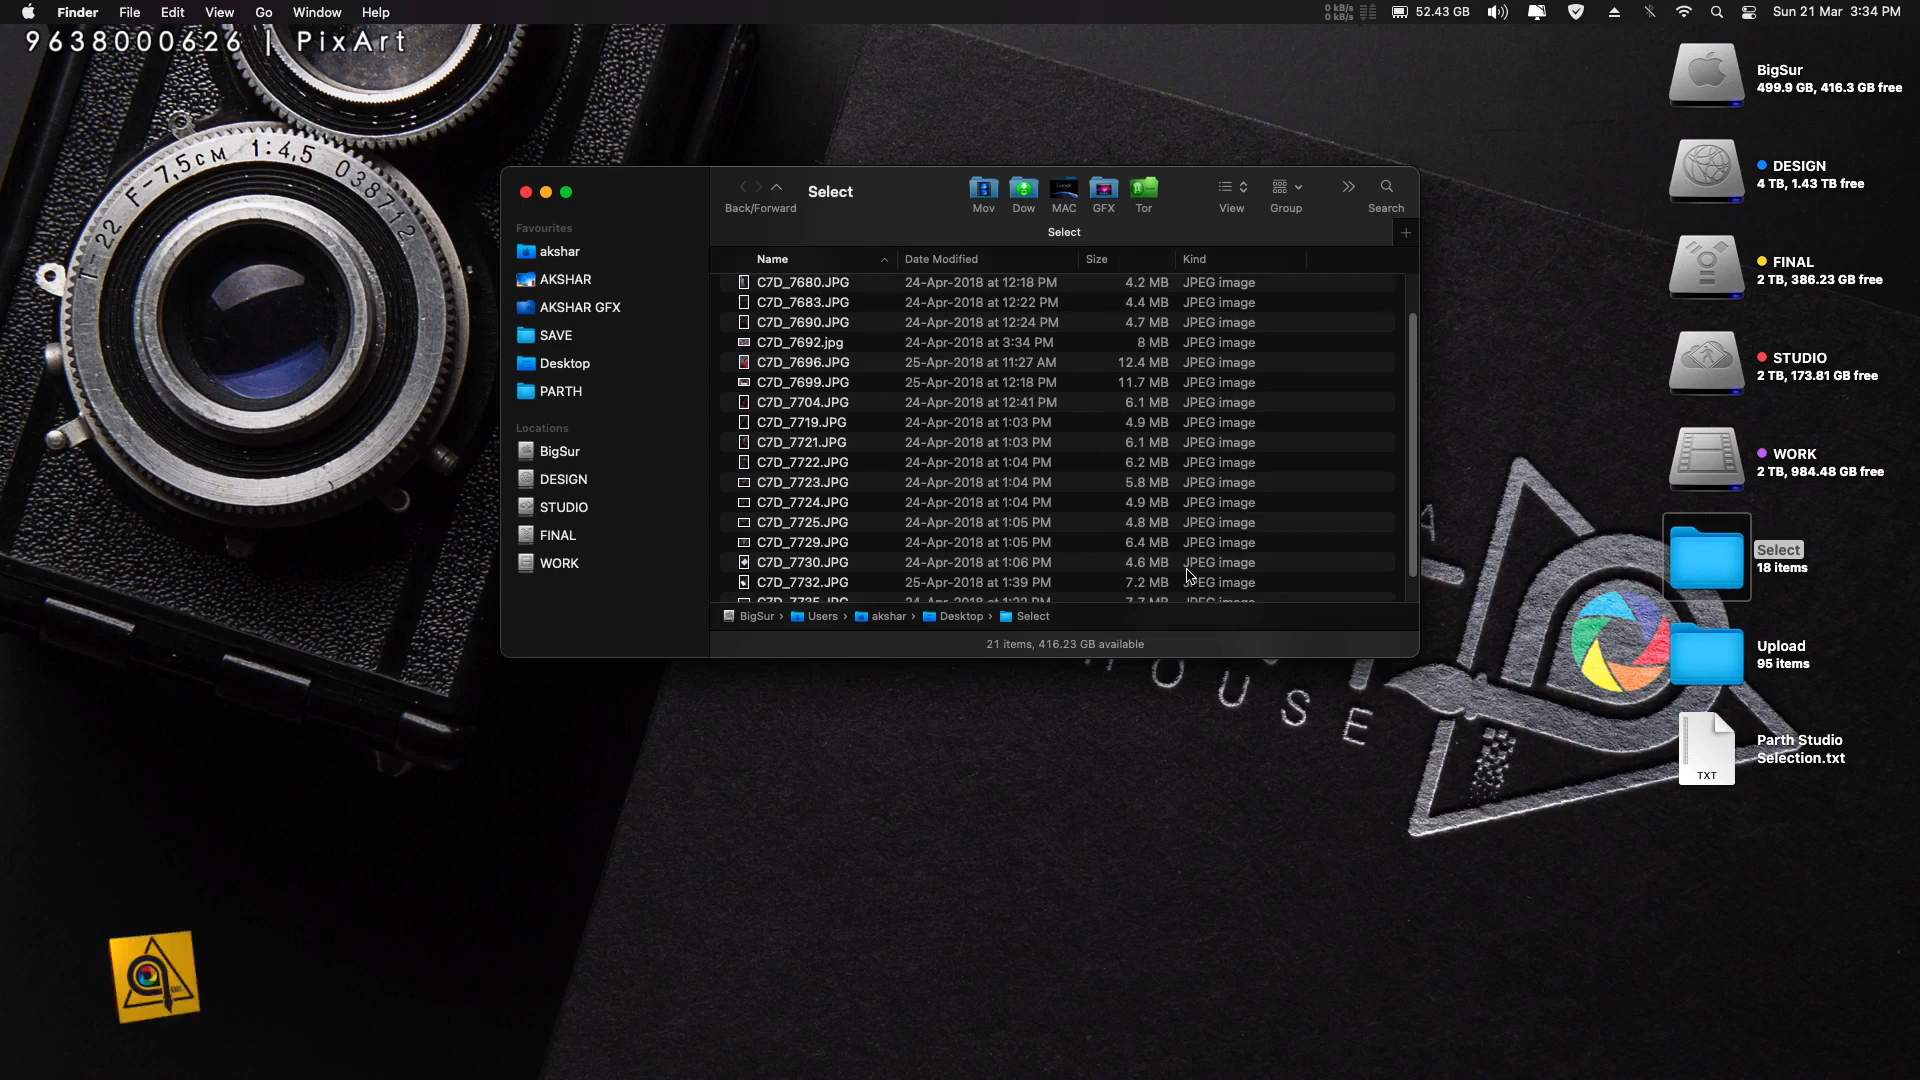 Finder File Edit View Go Window Help
0 kB/s
0 kB/s
52.43 GB
Sun 21 Mar 3:34 PM
9638000626 | PixArt
1:4,5 038712
F-7,5 см
BigSur
499.9 GB, 416.3 GB free
DESIGN
4 TB, 1.43 TB free
FINAL
2 TB, 386.23 GB free
STUDIO
2 TB, 173.81 GB free
WORK
2 TB, 984.48 GB free
Select
18 items
Upload
95 items
Parth Studio
Selection.txt
TXT
Favourites
akshar
AKSHAR
AKSHAR GFX
SAVE
Desktop
PARTH
Locations
BigSur
DESIGN
STUDIO
FINAL
WORK
Back/Forward
Select
Mov Dow MAC GFX Tor
View Group Search
Select
Name Date Modified Size Kind
C7D_7680.JPG 24-Apr-2018 at 12:18 PM 4.2 MB JPEG image
C7D_7683.JPG 24-Apr-2018 at 12:22 PM 4.4 MB JPEG image
C7D_7690.JPG 24-Apr-2018 at 12:24 PM 4.7 MB JPEG image
C7D_7692.jpg 24-Apr-2018 at 3:34 PM 8 MB JPEG image
C7D_7696.JPG 25-Apr-2018 at 11:27 AM 12.4 MB JPEG image
C7D_7699.JPG 25-Apr-2018 at 12:18 PM 11.7 MB JPEG image
C7D_7704.JPG 24-Apr-2018 at 12:41 PM 6.1 MB JPEG image
C7D_7719.JPG 24-Apr-2018 at 1:03 PM 4.9 MB JPEG image
C7D_7721.JPG 24-Apr-2018 at 1:03 PM 6.1 MB JPEG image
C7D_7722.JPG 24-Apr-2018 at 1:04 PM 6.2 MB JPEG image
C7D_7723.JPG 24-Apr-2018 at 1:04 PM 5.8 MB JPEG image
C7D_7724.JPG 24-Apr-2018 at 1:04 PM 4.9 MB JPEG image
C7D_7725.JPG 24-Apr-2018 at 1:05 PM 4.8 MB JPEG image
C7D_7729.JPG 24-Apr-2018 at 1:05 PM 6.4 MB JPEG image
C7D_7730.JPG 24-Apr-2018 at 1:06 PM 4.6 MB JPEG image
C7D_7732.JPG 25-Apr-2018 at 1:39 PM 7.2 MB JPEG image
BigSur › Users › akshar › Desktop › Select
21 items, 416.23 GB available
OUSE